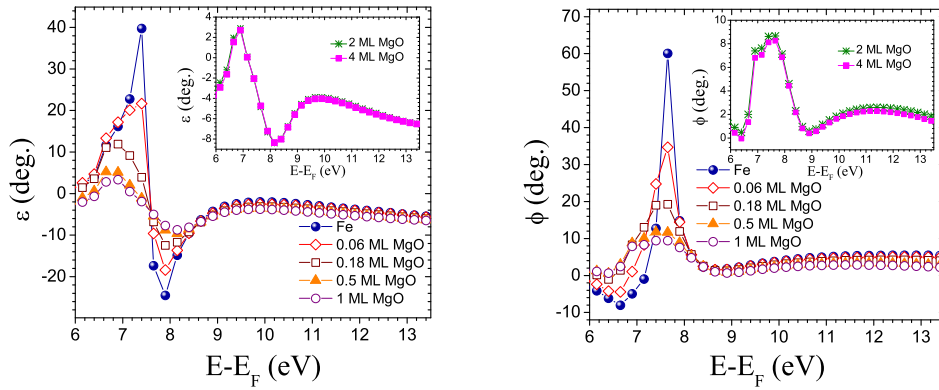 ε (deg.)
40
30
20
10
0
-10
-20
6 7 8 9 10 11 12 13
E-E_F (eV)
Fe
0.06 ML MgO
0.18 ML MgO
0.5 ML MgO
1 ML MgO
E-E_F (eV)
6 7 8 9 10 11 12 13
ε (deg.)
4
2
0
-2
-4
-6
-8
2 ML MgO
4 ML MgO
ϕ (deg.)
70
60
50
40
30
20
10
0
-10
6 7 8 9 10 11 12 13
E-E_F (eV)
Fe
0.06 ML MgO
0.18 ML MgO
0.5 ML MgO
1 ML MgO
ϕ (deg.)
10
8
6
4
2
0
6 7 8 9 10 11 12 13
E-E_F (eV)
2 ML MgO
4 ML MgO